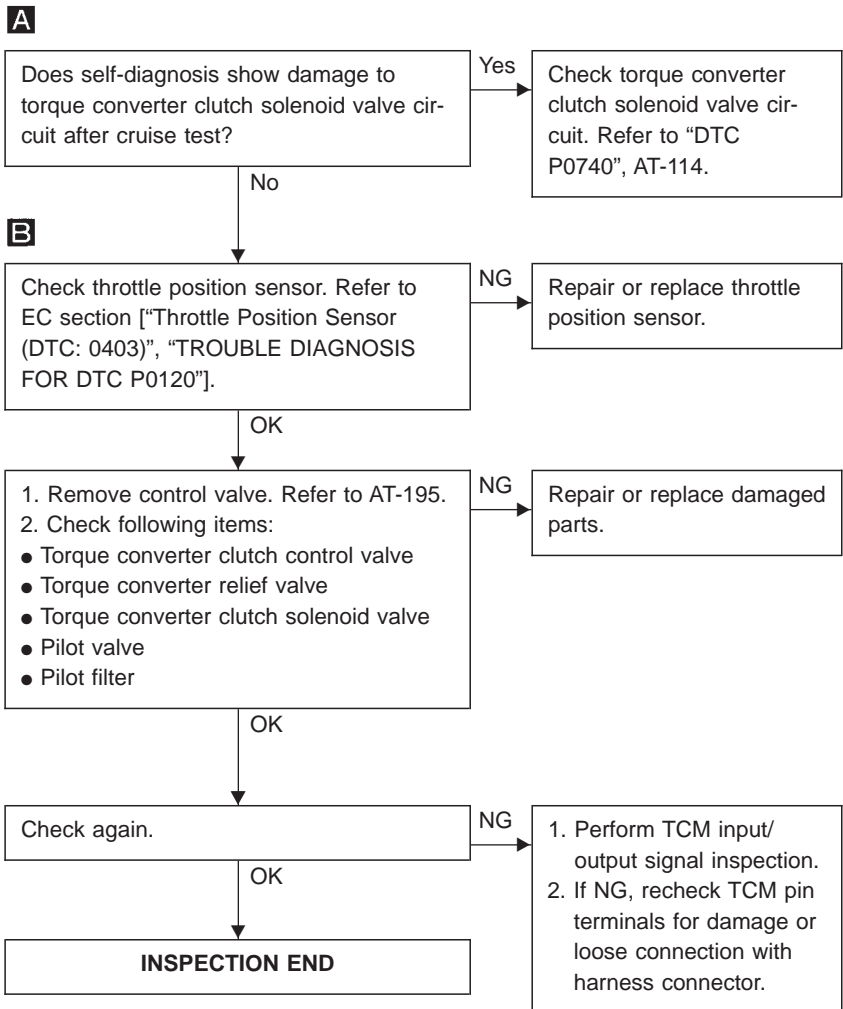 A
Does self-diagnosis show damage to
torque converter clutch solenoid valve cir-
cuit after cruise test?
Yes
Check torque converter
clutch solenoid valve cir-
cuit. Refer to “DTC
P0740”, AT-114.
No
B
Check throttle position sensor. Refer to
EC section [“Throttle Position Sensor
(DTC: 0403)”, “TROUBLE DIAGNOSIS
FOR DTC P0120”].
NG
Repair or replace throttle
position sensor.
OK
1. Remove control valve. Refer to AT-195.
2. Check following items:
● Torque converter clutch control valve
● Torque converter relief valve
● Torque converter clutch solenoid valve
● Pilot valve
● Pilot filter
NG
Repair or replace damaged
parts.
OK
Check again.
NG
1. Perform TCM input/
output signal inspection.
2. If NG, recheck TCM pin
terminals for damage or
loose connection with
harness connector.
OK
INSPECTION END